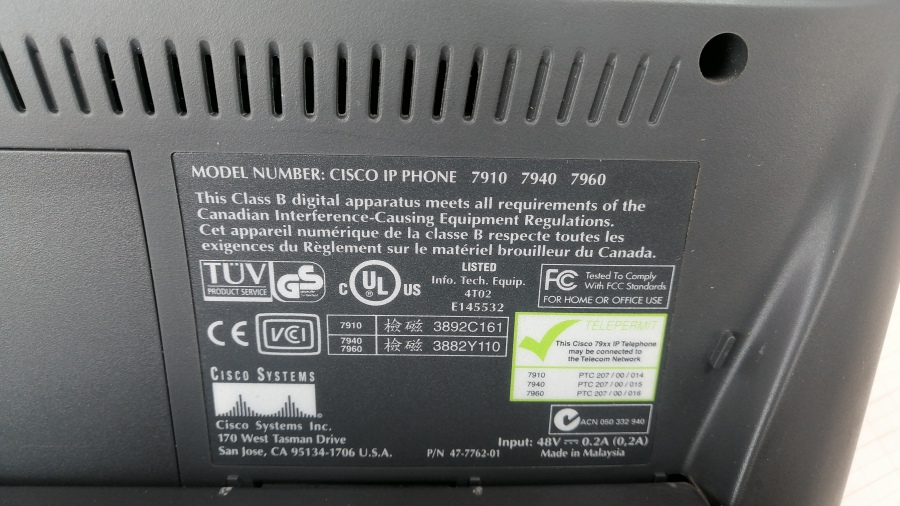 MODEL NUMBER: CISCO IP PHONE 7910 7940 7960
This Class B digital apparatus meets all requirements of the
Canadian Interference-Causing Equipment Regulations.
Cet appareil numérique de la classe B respecte toutes les
exigences du Règlement sur le matériel brouilleur du Canada.
TÜV
PRODUCT SERVICE
GS
c UL US
LISTED
Info. Tech. Equip.
4T02
E145532
FC Tested To Comply
With FCC Standards
FOR HOME OR OFFICE USE
CE
VCI
7910 檢磁 3892C161
7940
7960 檢磁 3882Y110
TELEPERMIT
This Cisco 79xx IP Telephone
may be connected to
the Telecom Network
7910 PTC 207 / 00 / 014
7940 PTC 207 / 00 / 015
7960 PTC 207 / 00 / 016
CISCO SYSTEMS
Cisco Systems Inc.
170 West Tasman Drive
San Jose, CA 95134-1706 U.S.A.
P/N 47-7762-01
ACN 050 332 940
Input: 48V 0.2A (0,2A)
Made in Malaysia